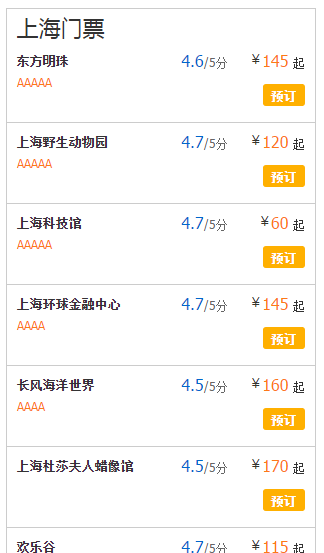 上海门票
东方明珠 4.6/5分 ¥145 起
AAAAA
预订
上海野生动物园 4.7/5分 ¥120 起
AAAAA
预订
上海科技馆 4.7/5分 ¥60 起
AAAAA
预订
上海环球金融中心 4.7/5分 ¥145 起
AAAA
预订
长风海洋世界 4.5/5分 ¥160 起
AAAA
预订
上海杜莎夫人蜡像馆 4.5/5分 ¥170 起
预订
欢乐谷 4.7/5分 ¥115 起